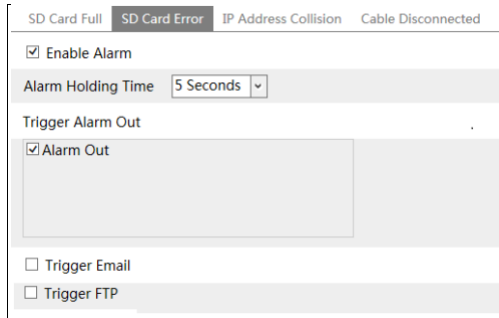 SD Card Full SD Card Error IP Address Collision Cable Disconnected
Enable Alarm
Alarm Holding Time 5 Seconds
Trigger Alarm Out
Alarm Out
Trigger Email
Trigger FTP